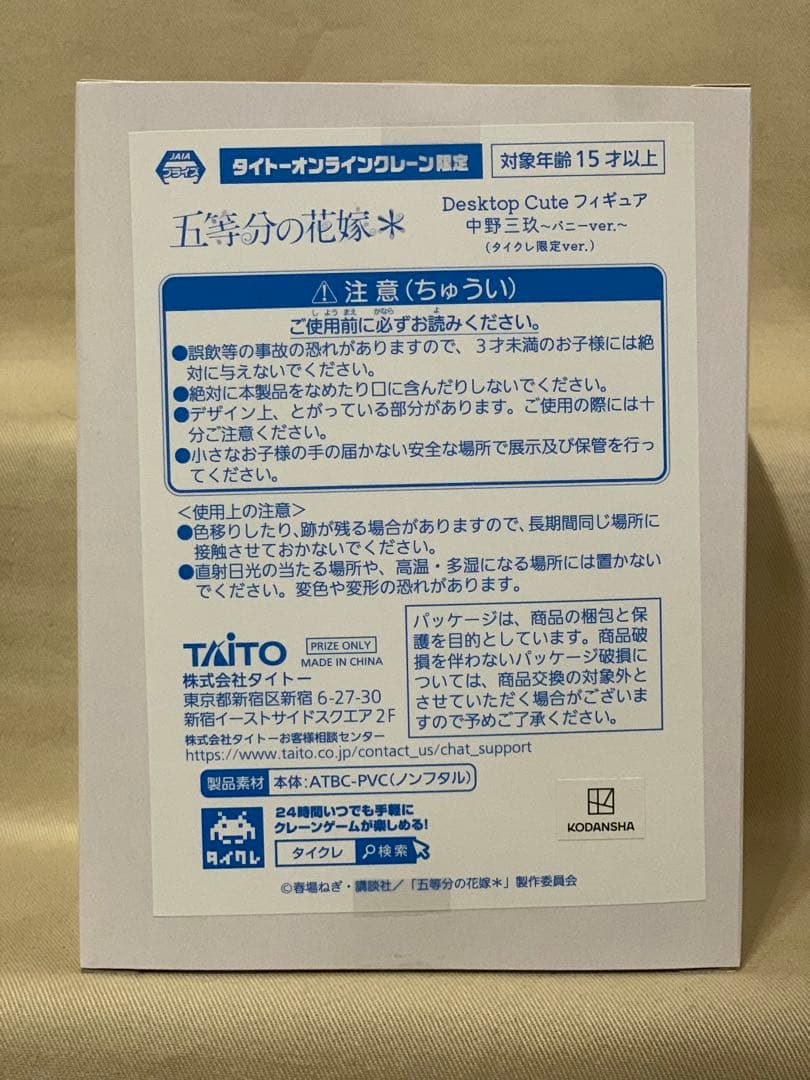 JAIA
プライズ
タイトーオンラインクレーン限定
対象年齢15才以上
五等分の花嫁＊
Desktop Cute フィギュア
中野三玖～バニーver.～
(タイクレ限定ver.)
⚠注意(ちゅうい)
しようまえ かなら よ
ご使用前に必ずお読みください。
●誤飲等の事故の恐れがありますので、３才未満のお子様には絶
対に与えないでください。
●絶対に本製品をなめたり口に含んだりしないでください。
●デザイン上、とがっている部分があります。ご使用の際には十
分ご注意ください。
●小さなお子様の手の届かない安全な場所で展示及び保管を行っ
てください。
＜使用上の注意＞
●色移りしたり、跡が残る場合がありますので、長期間同じ場所に
接触させておかないでください。
●直射日光の当たる場所や、高温・多湿になる場所には置かない
でください。変色や変形の恐れがあります。
TAITO
PRIZE ONLY
MADE IN CHINA
株式会社タイトー
東京都新宿区新宿 6-27-30
新宿イーストサイドスクエア 2F
株式会社タイトーお客様相談センター
https://www.taito.co.jp/contact_us/chat_support
パッケージは、商品の梱包と保
護を目的としています。商品破
損を伴わないパッケージ破損に
ついては、商品交換の対象外と
させていただく場合がございま
すので予めご了承ください。
製品素材 本体：ATBC-PVC(ノンフタル)
タイクレ
24時間いつでも手軽に
クレーンゲームが楽しめる!
タイクレ 検索
KODANSHA
©春場ねぎ・講談社／「五等分の花嫁＊」製作委員会